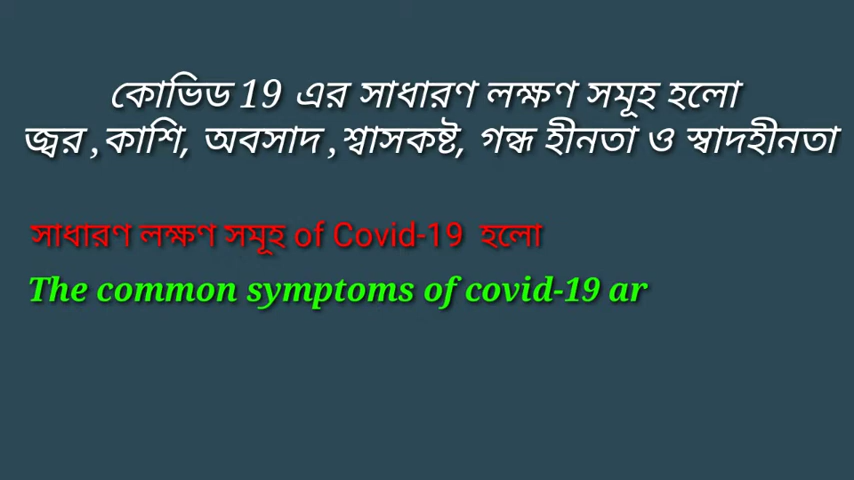 কোভিড 19 এর সাধারণ লক্ষণ সমূহ হলো
জ্বর ,কাশি, অবসাদ ,শ্বাসকষ্ট, গন্ধ হীনতা ও স্বাদহীনতা
সাধারণ লক্ষণ সমূহ of Covid-19 হলো
The common symptoms of covid-19 ar